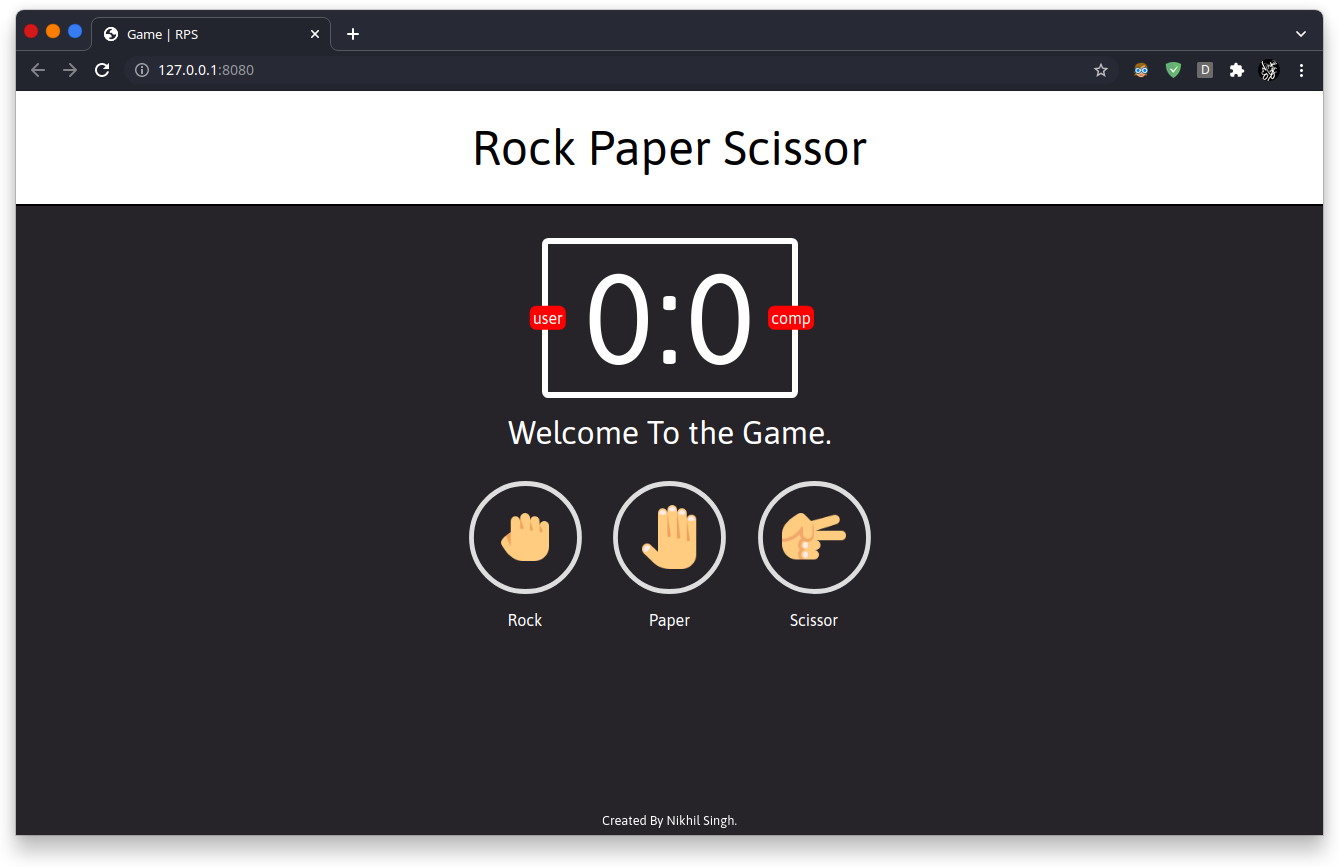 Game | RPS
127.0.0.1:8080
D
Rock Paper Scissor
user 0:0 comp
Welcome To the Game.
Rock Paper Scissor
Created By Nikhil Singh.